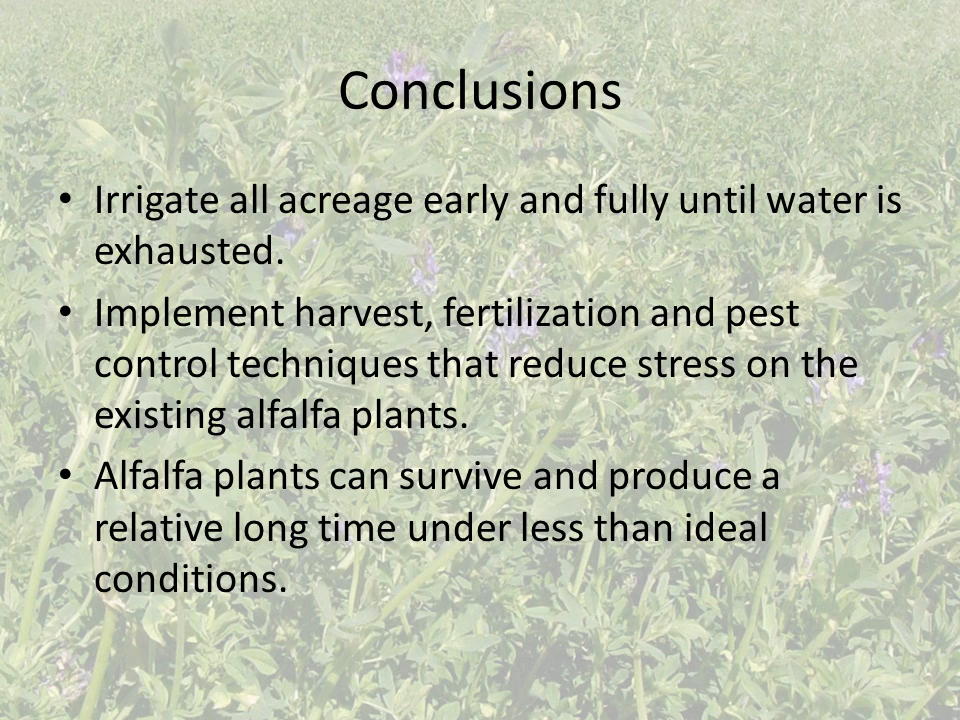 Conclusions
• Irrigate all acreage early and fully until water is
exhausted.
• Implement harvest, fertilization and pest
control techniques that reduce stress on the
existing alfalfa plants.
• Alfalfa plants can survive and produce a
relative long time under less than ideal
conditions.